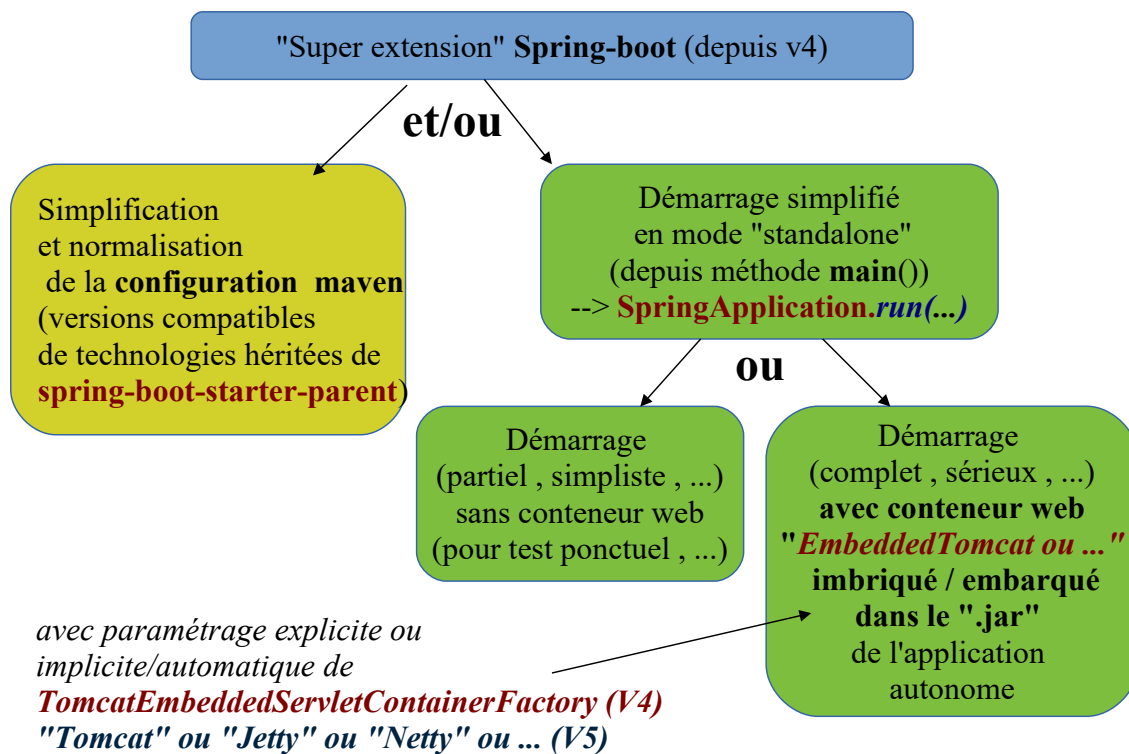 "Super extension" Spring-boot (depuis v4)
et/ou
Simplification
et normalisation
de la configuration maven
(versions compatibles
de technologies héritées de
spring-boot-starter-parent)
Démarrage simplifié
en mode "standalone"
(depuis méthode main())
--> SpringApplication.run(...)
ou
Démarrage
(partiel , simpliste , ...)
sans conteneur web
(pour test ponctuel , ...)
Démarrage
(complet , sérieux , ...)
avec conteneur web
"EmbeddedTomcat ou ..."
imbriqué / embarqué
dans le ".jar"
de l'application
autonome
avec paramétrage explicite ou
implicite/automatique de
TomcatEmbeddedServletContainerFactory (V4)
"Tomcat" ou "Jetty" ou "Netty" ou ... (V5)